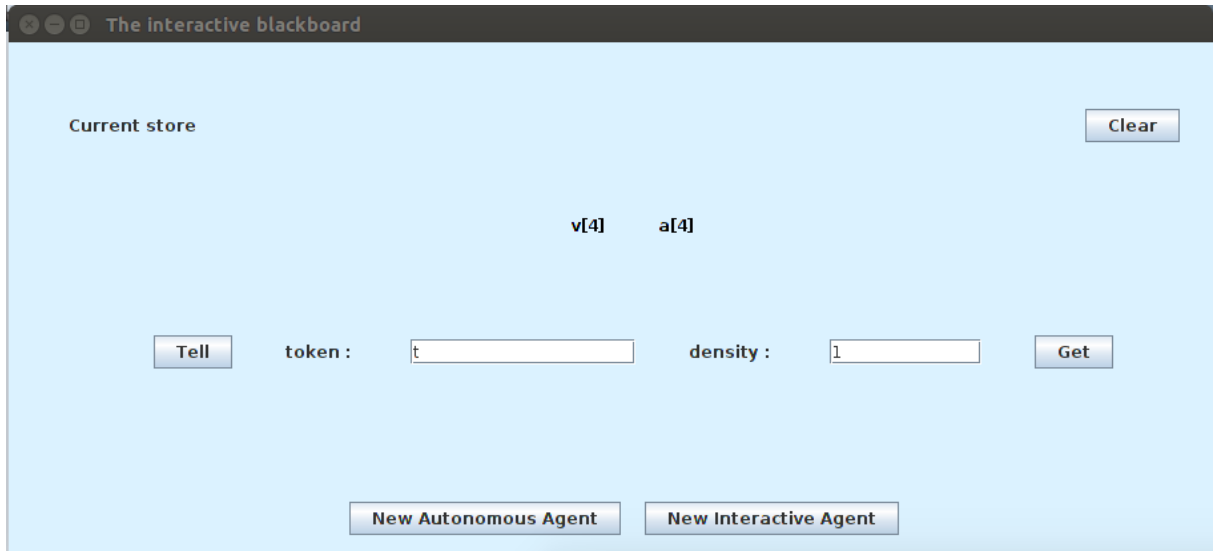 The interactive blackboard
Current store Clear
v[4] a[4]
Tell token : t density : 1 Get
New Autonomous Agent New Interactive Agent